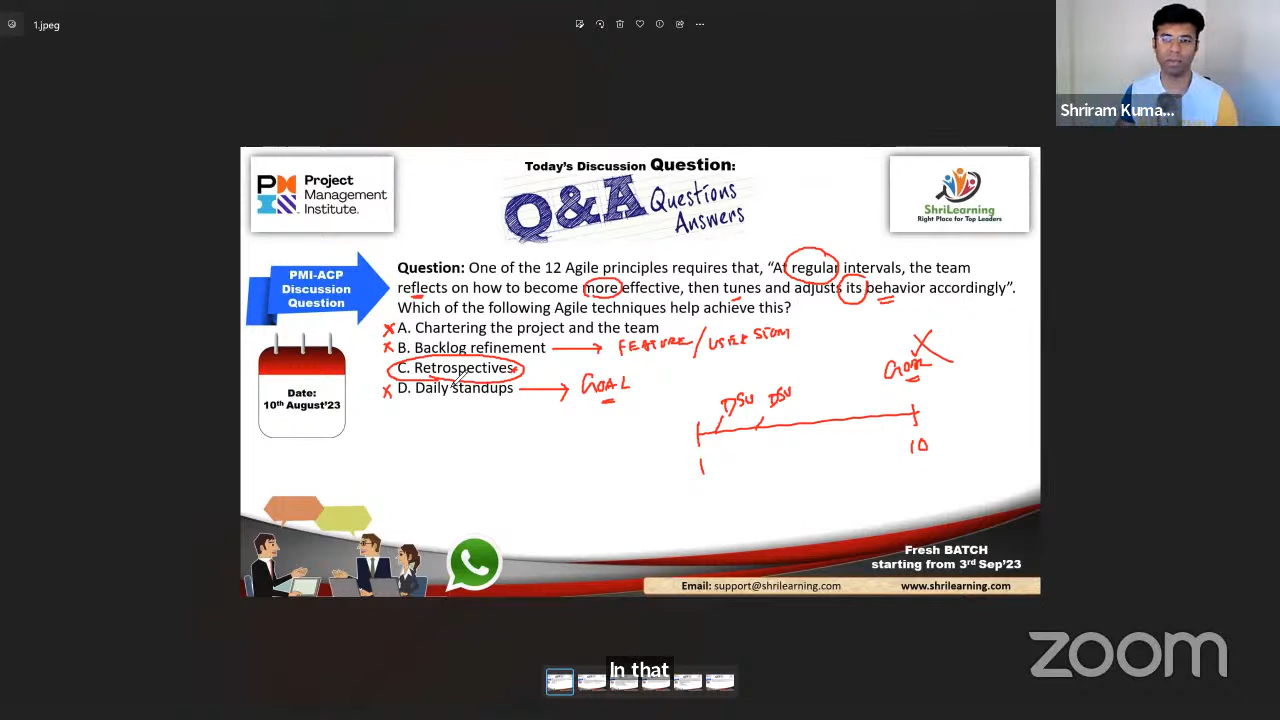 1.jpeg
Shriram Kuma...
Project
Management
Institute.
Today's Discussion Question:
Q&A Questions
Answers
ShriLearning
Right Place for Top Leaders
PMI-ACP
Discussion
Question
Question: One of the 12 Agile principles requires that, "At regular intervals, the team
reflects on how to become more effective, then tunes and adjusts its behavior accordingly".
Which of the following Agile techniques help achieve this?
A. Chartering the project and the team
B. Backlog refinement → FEATURE/USER STORY
C. Retrospectives
D. Daily standups → GOAL
GOAL
DSU DSU
1
10
Date:
10th August'23
Fresh BATCH
starting from 3rd Sep'23
Email: support@shrilearning.com www.shrilearning.com
zoom
In that